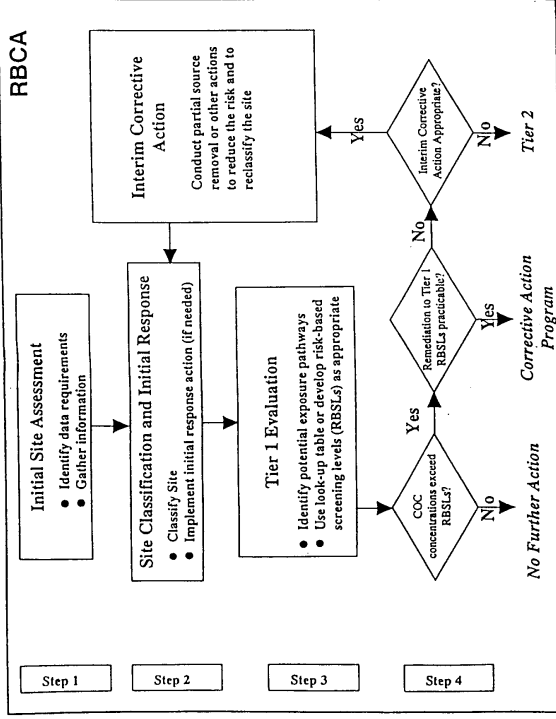 RBCA
Step 1
Initial Site Assessment
● Identify data requirements
● Gather information
Interim Corrective
Action
Conduct partial source
removal or other actions
to reduce the risk and to
reclassify the site
Step 2
Site Classification and Initial Response
● Classify Site
● Implement initial response action (if needed)
Step 3
Tier 1 Evaluation
● Identify potential exposure pathways
● Use look-up table or develop risk-based
screening levels (RBSLs) as appropriate
Step 4
COC
concentrations exceed
RBSLs?
Yes
No
No Further Action
Remediation to Tier 1
RBSLs practicable?
No
Yes
Corrective Action
Program
Interim Corrective
Action Appropriate?
Yes
No
Tier 2